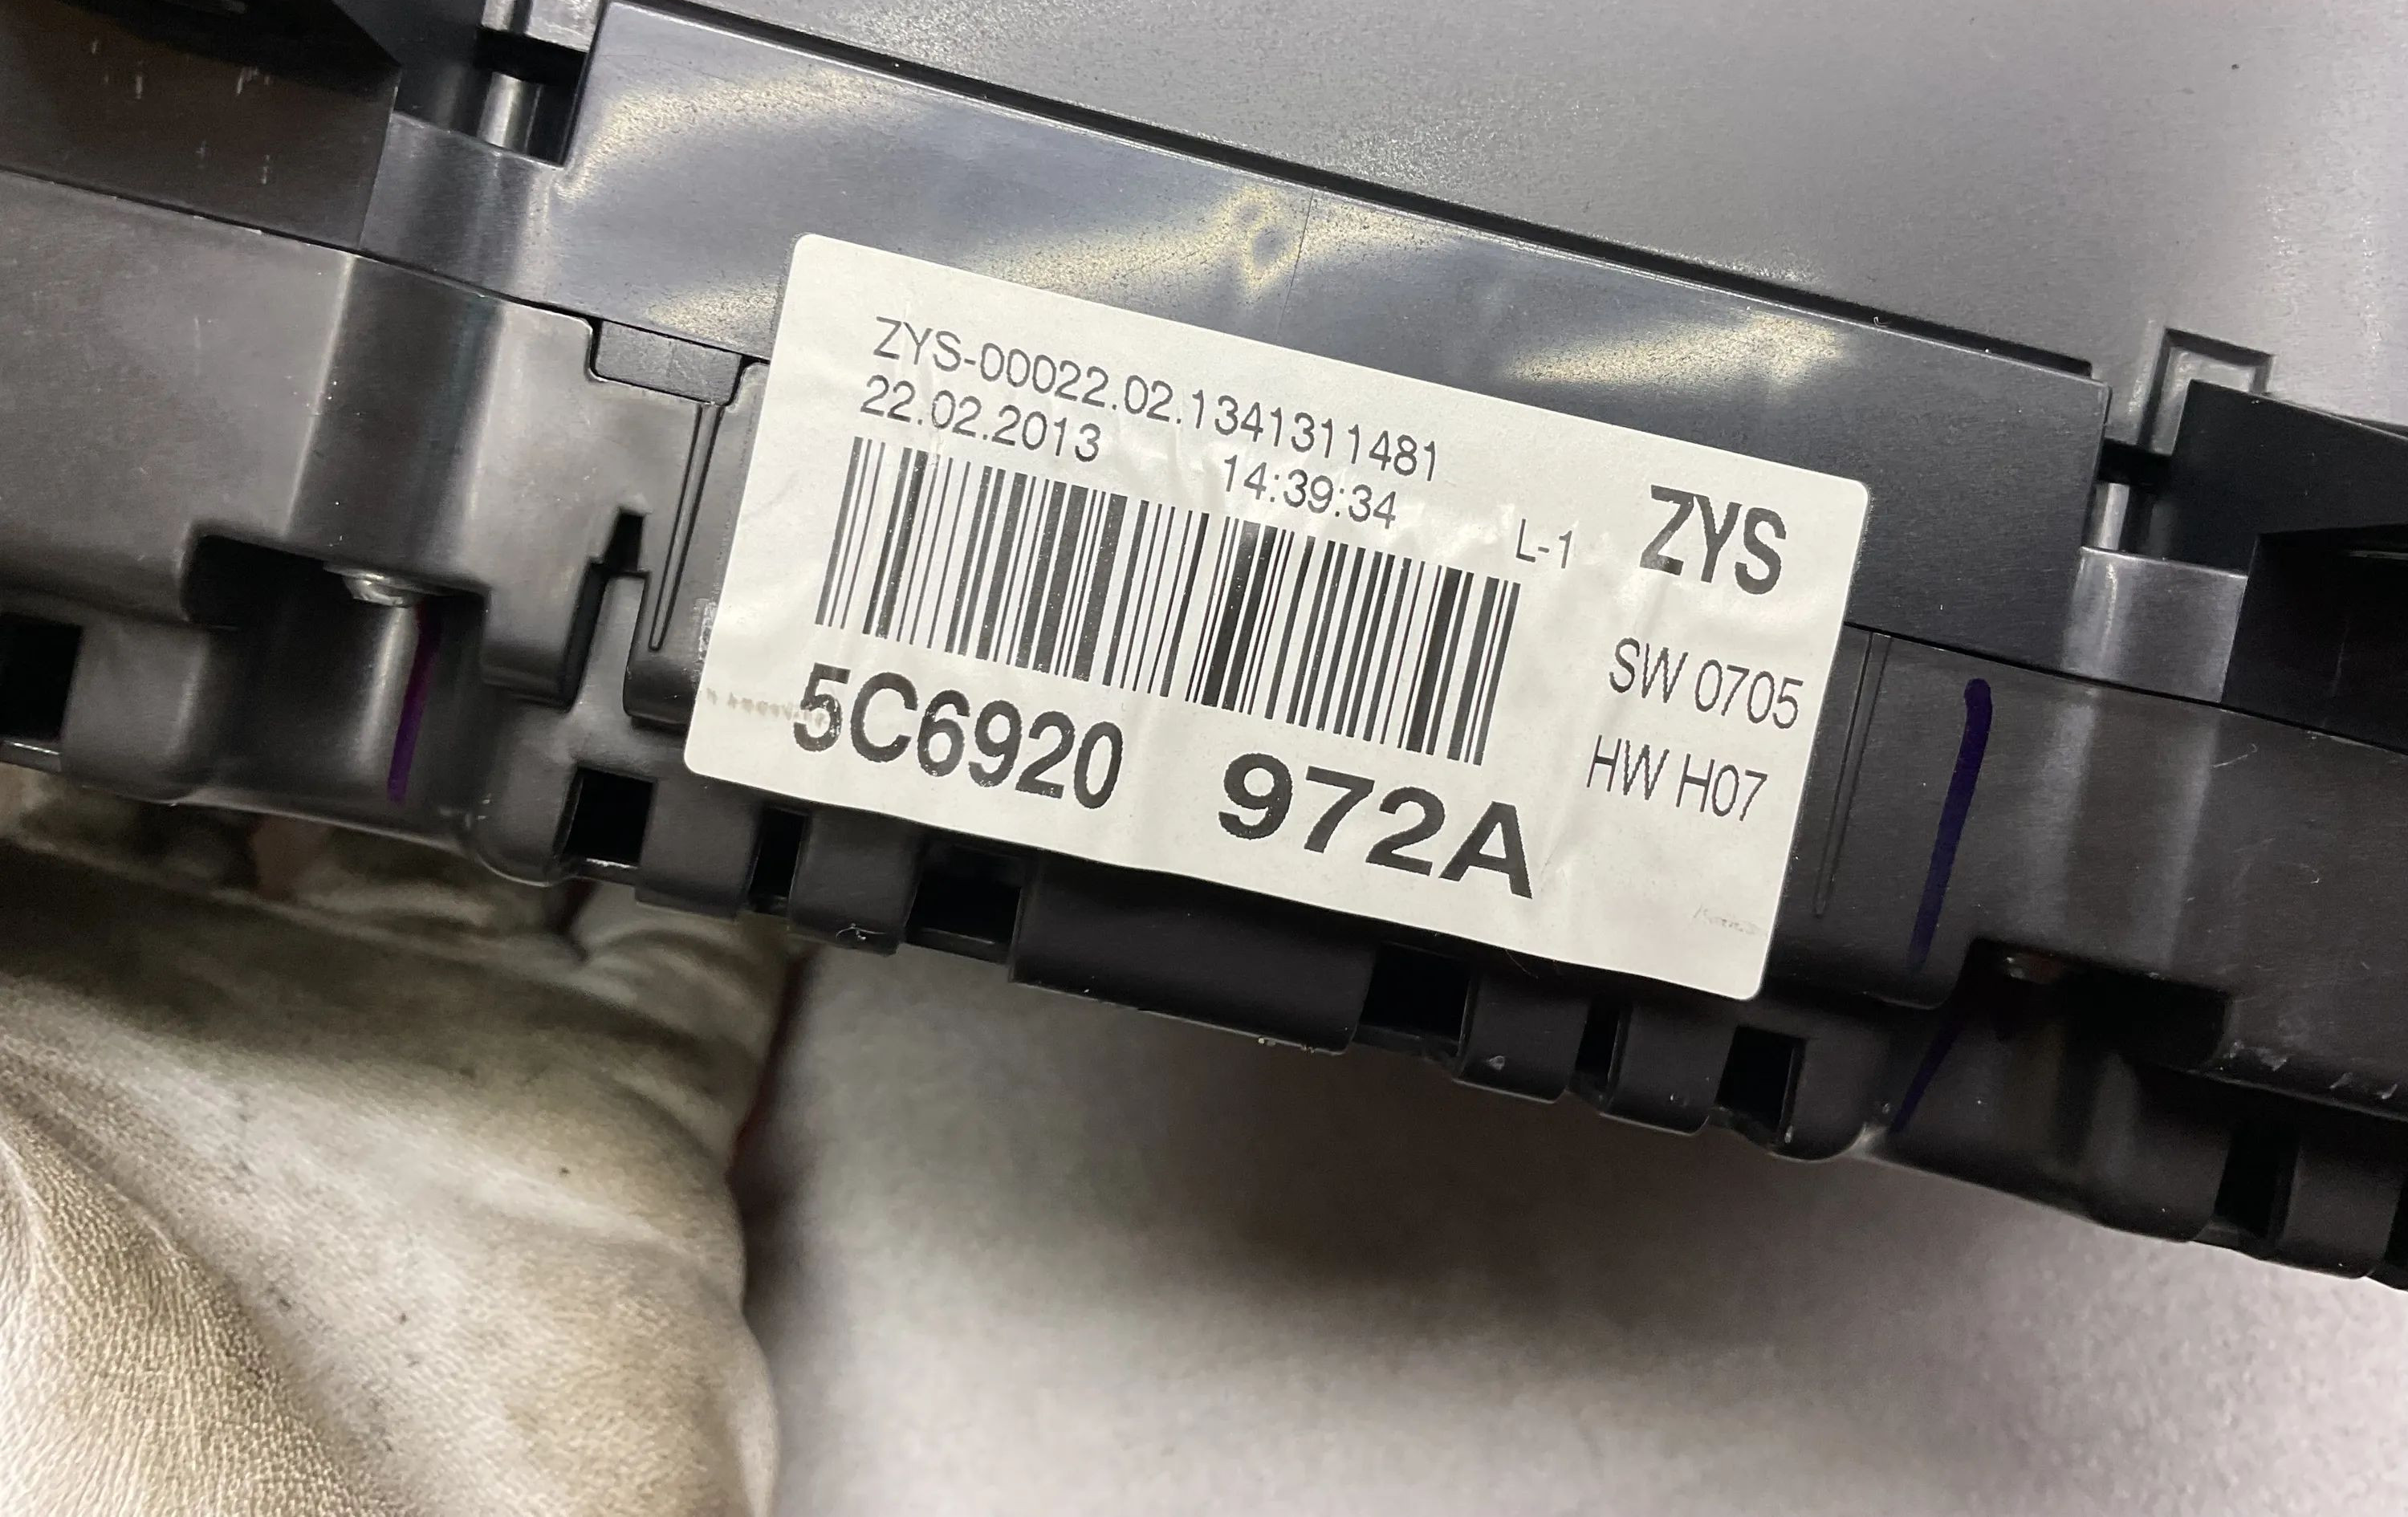 ZYS-00022.02.1341311481
22.02.2013 14:39:34
L-1 ZYS
SW 0705
HW H07
5C6920 972A